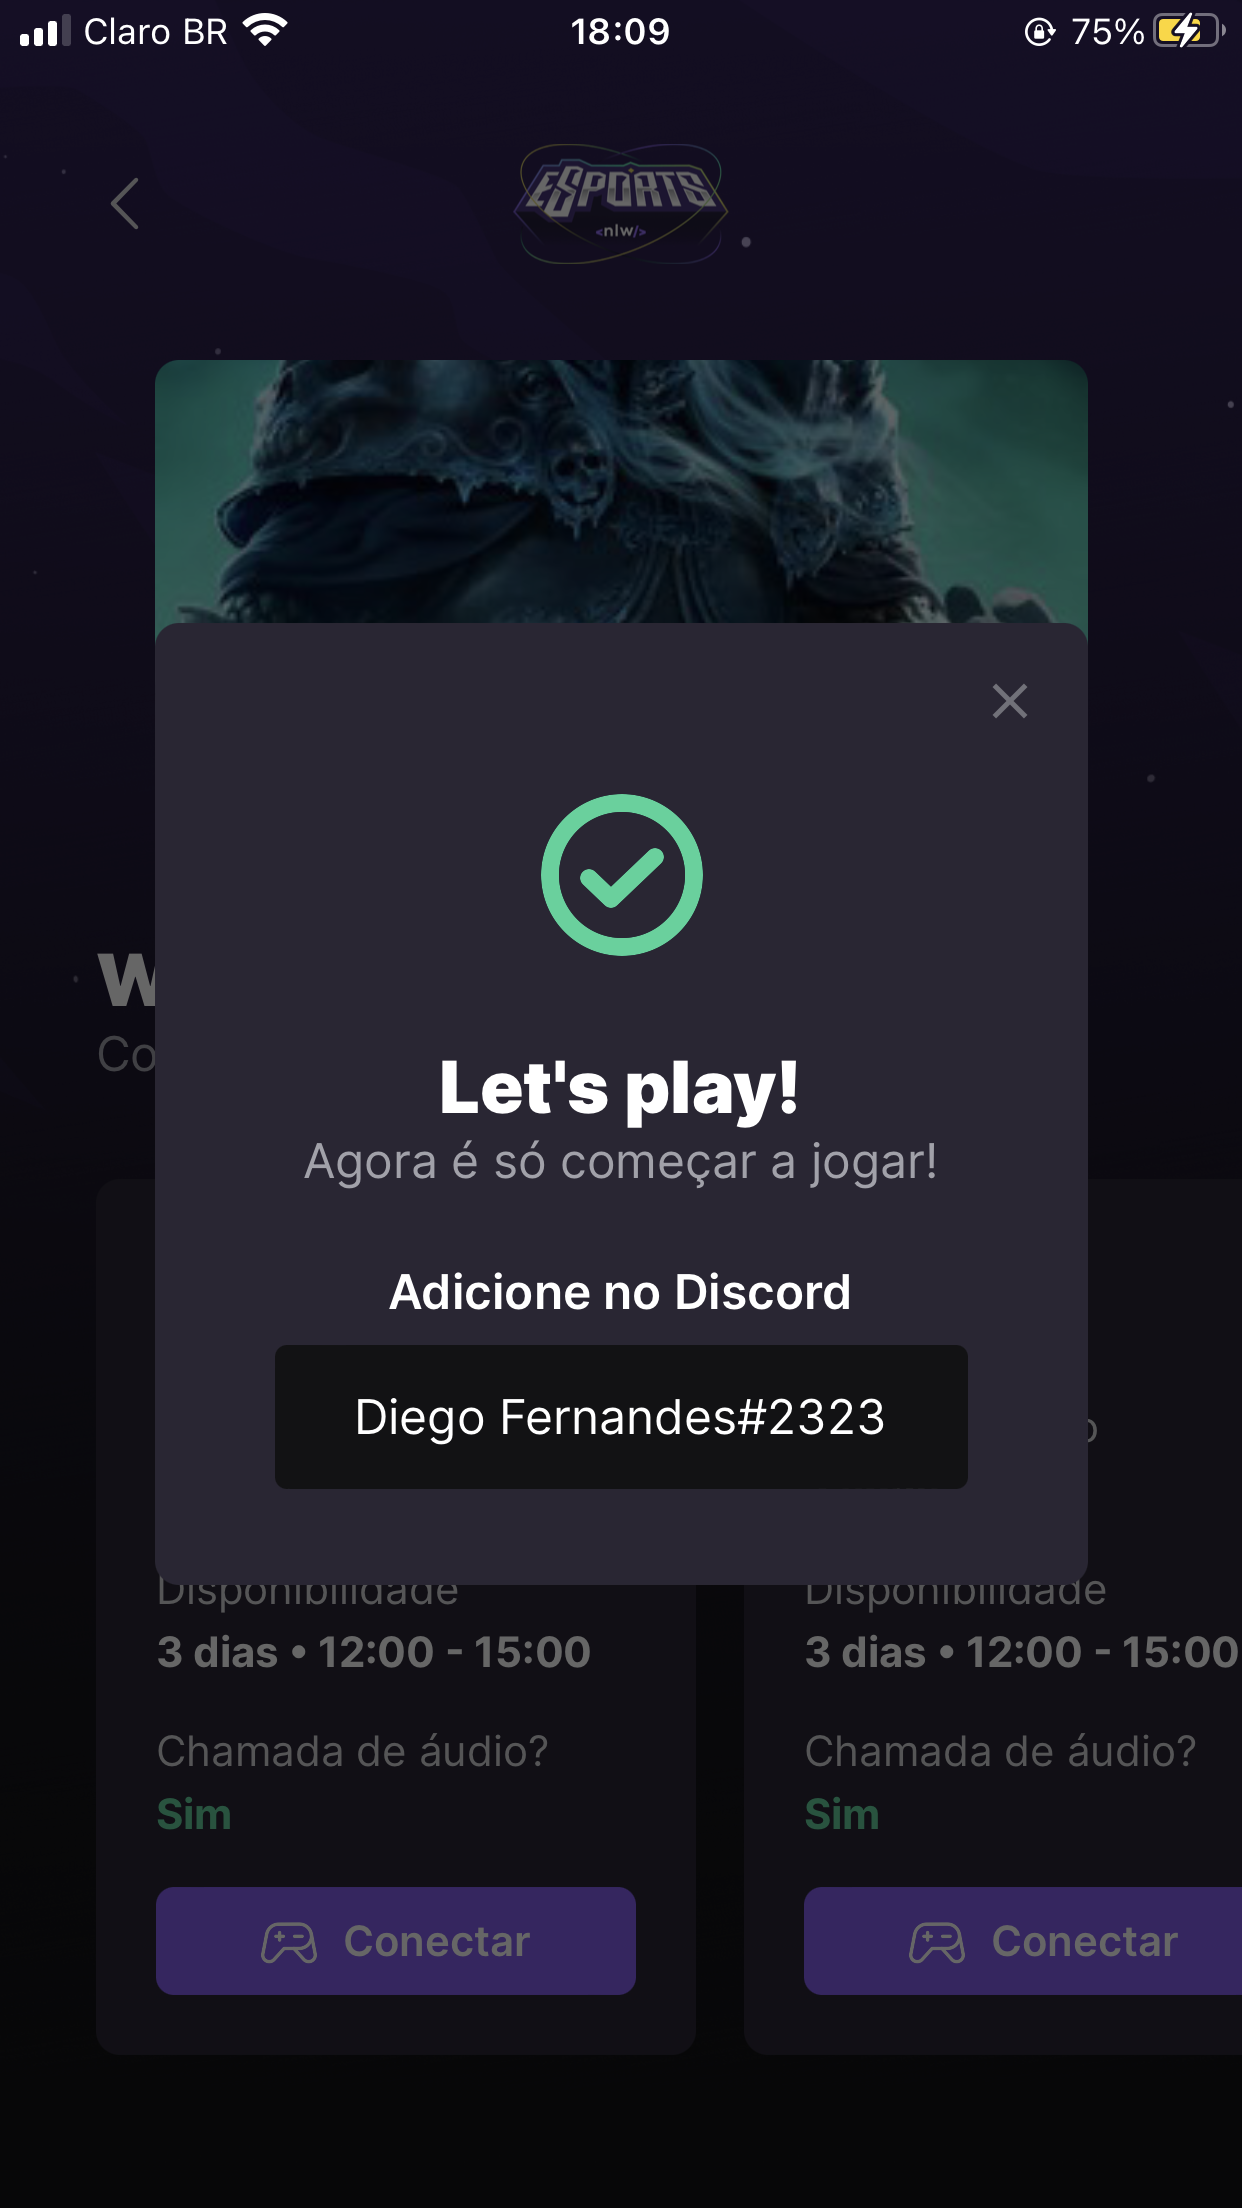 Claro BR 18:09 75%
ESPORTS
<nlw/>
Let's play!
Agora é só começar a jogar!
Adicione no Discord
Diego Fernandes#2323
Disponibilidade Disponibilidade
3 dias • 12:00 - 15:00 3 dias • 12:00 - 15:00
Chamada de áudio? Chamada de áudio?
Sim Sim
Conectar Conectar